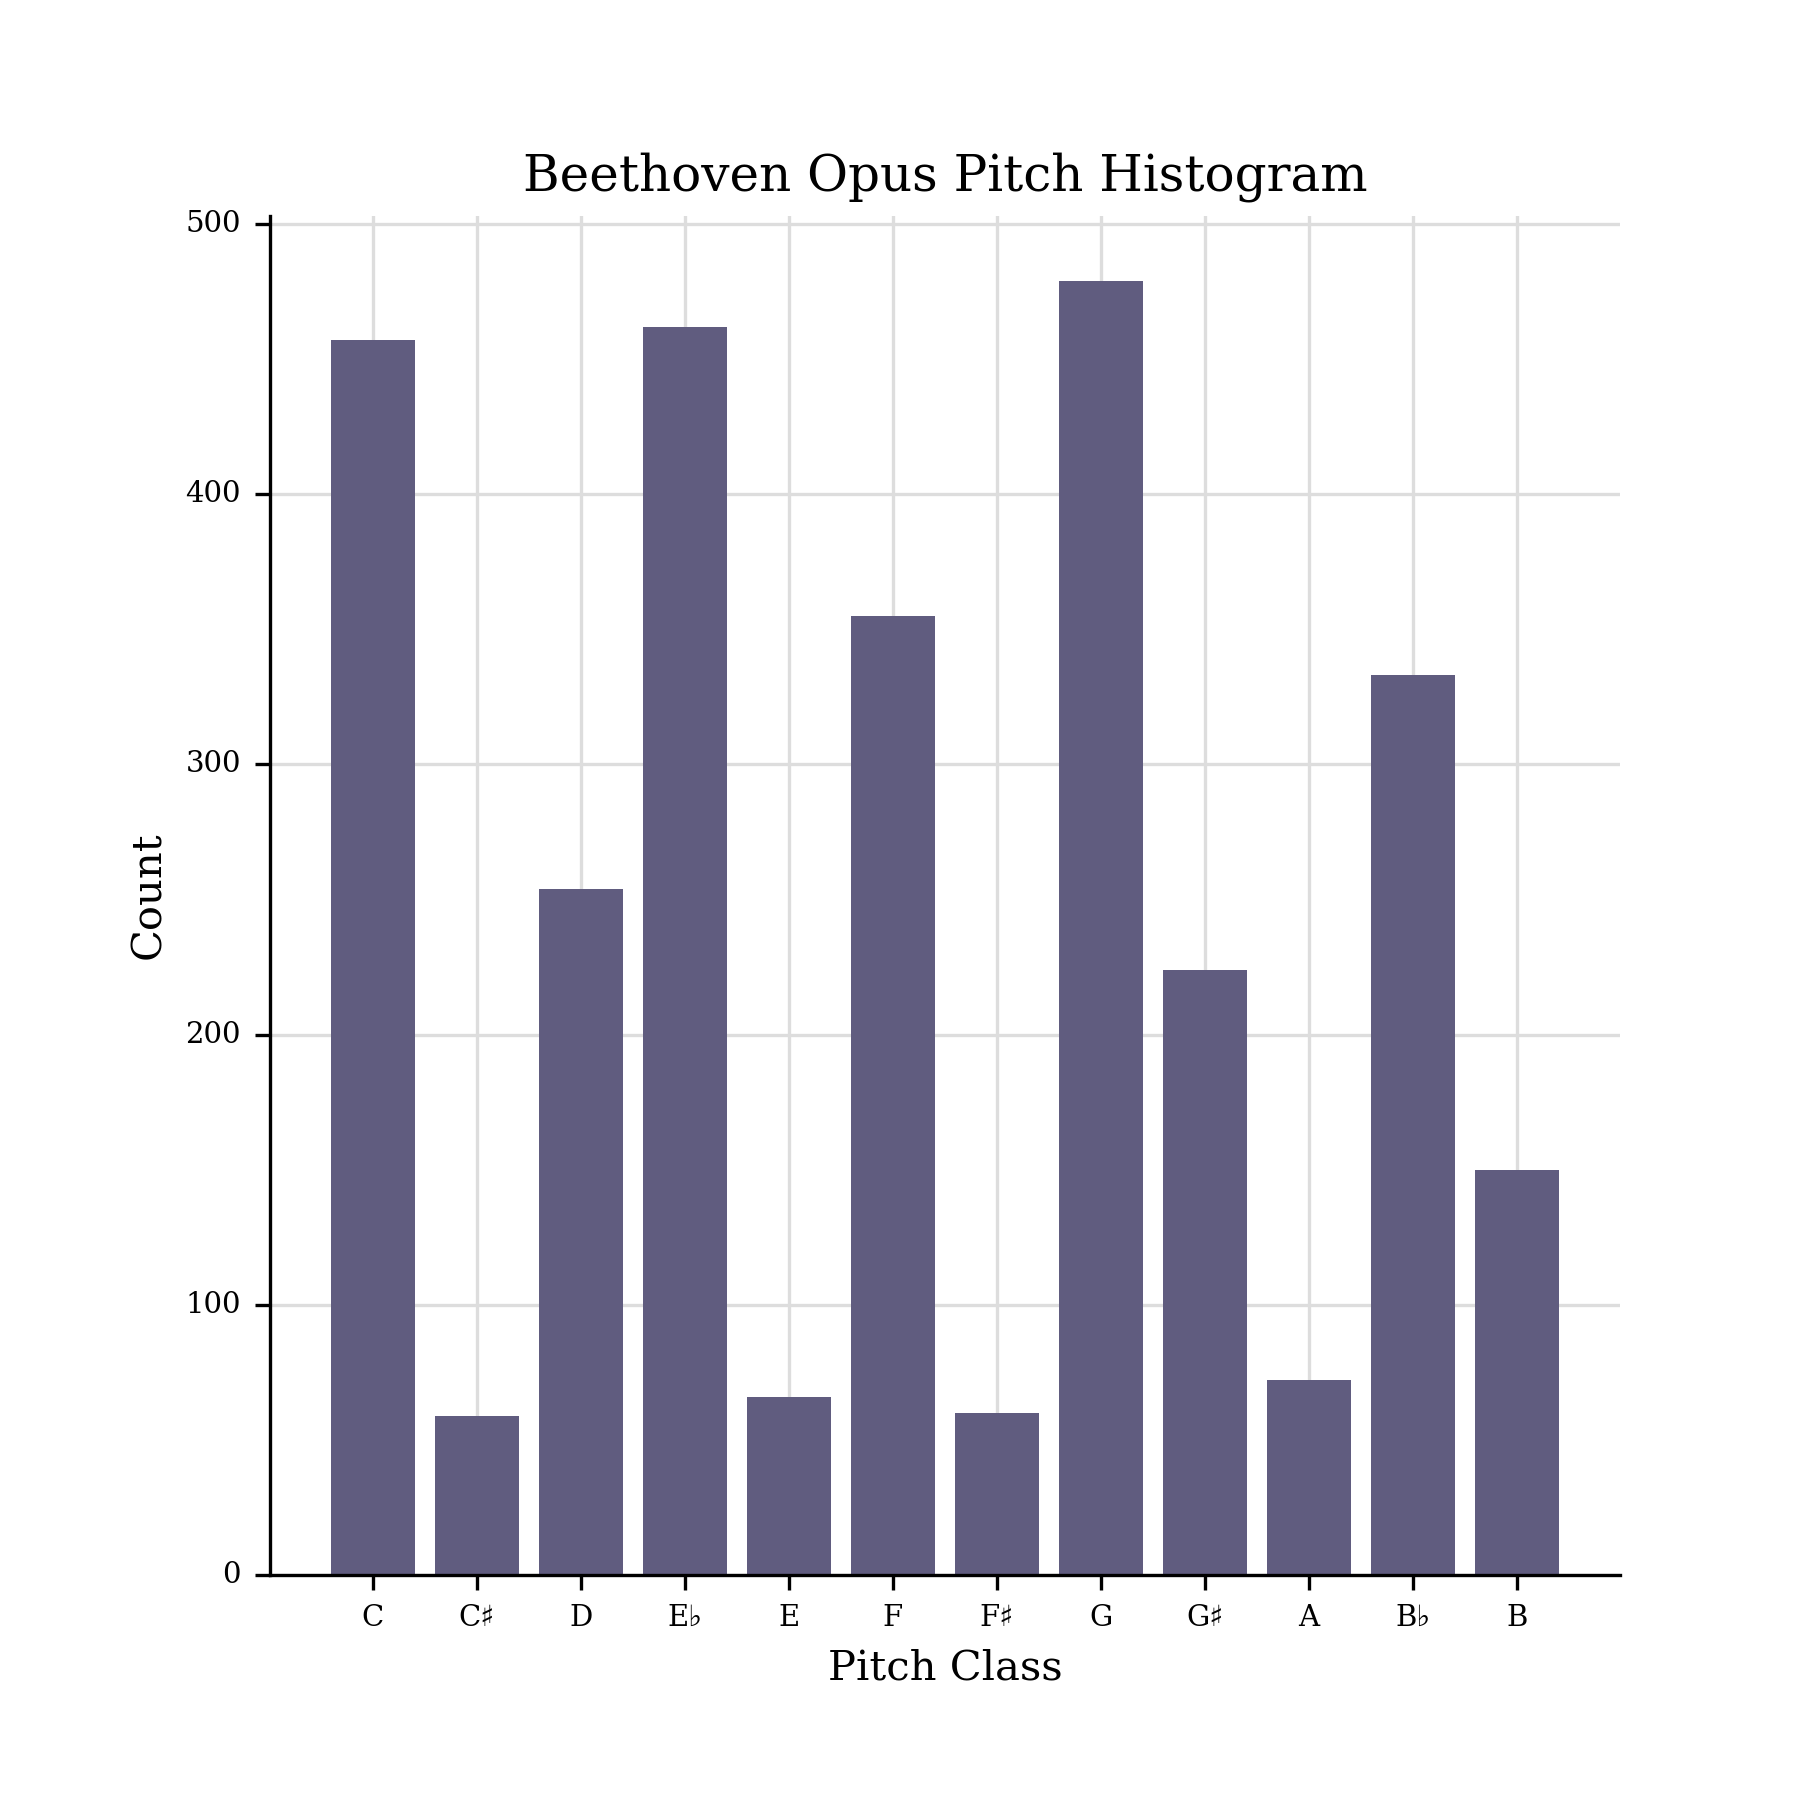 Beethoven Opus Pitch Histogram
500
400
300
200
100
0
Count
C C♯ D E♭ E F F♯ G G♯ A B♭ B
Pitch Class